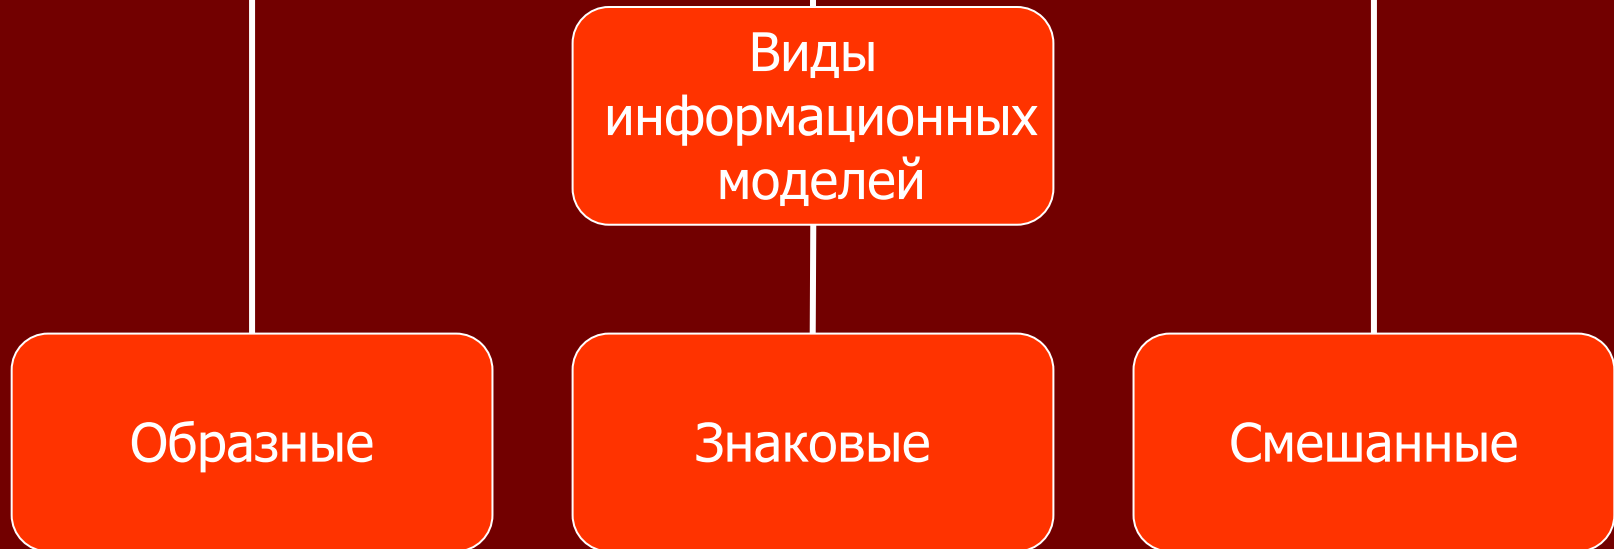 Виды
информационных
моделей
Образные
Знаковые
Смешанные